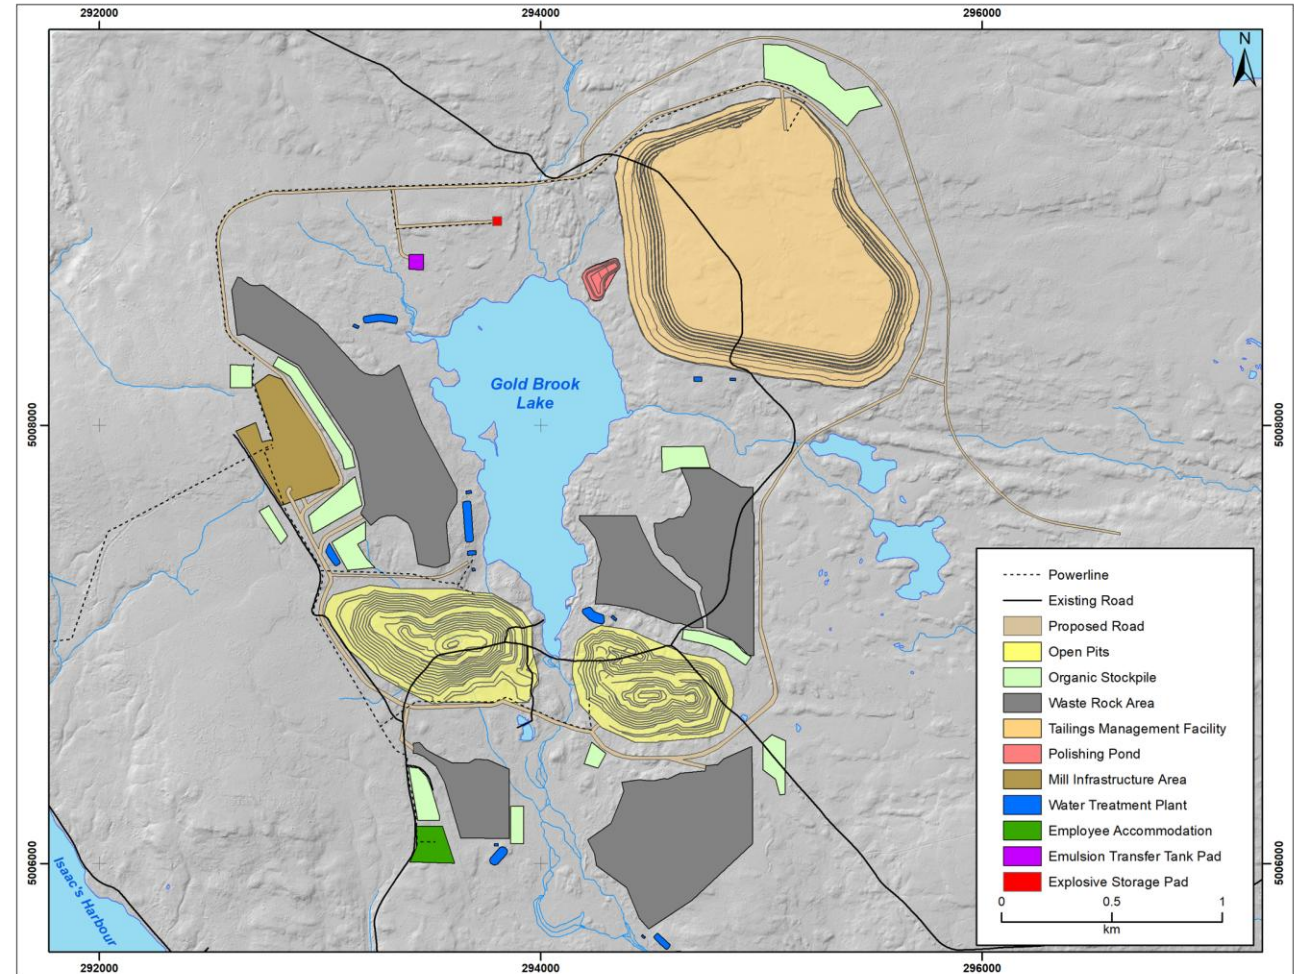 292000
294000
296000
N
5008000
5008000
Gold Brook
Lake
Powerline
Existing Road
Proposed Road
Open Pits
Organic Stockpile
Waste Rock Area
Tailings Management Facility
Polishing Pond
Mill Infrastructure Area
Water Treatment Plant
Employee Accommodation
Emulsion Transfer Tank Pad
Explosive Storage Pad
0
0.5
1
km
5006000
5006000
Isaac's Harbour
292000
294000
296000